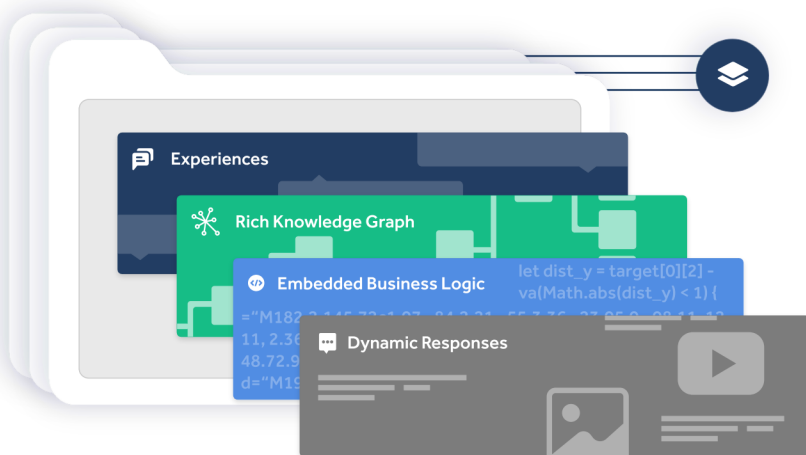 Experiences
Rich Knowledge Graph
Embedded Business Logic
let dist_y = target[0][2] -
va(Math.abs(dist_y) < 1) {
="M182
11, 2.36
48.72.9
d="M19
Dynamic Responses